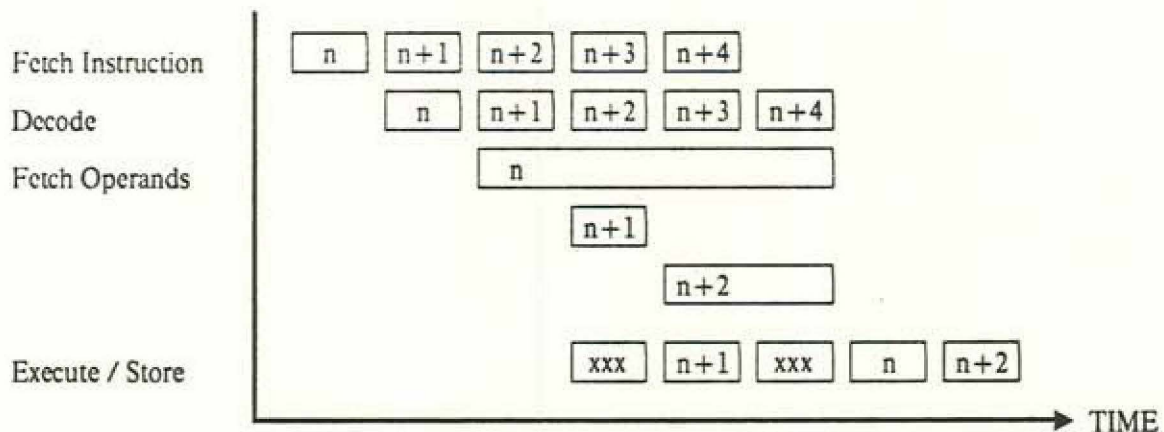 Fetch Instruction n n+1 n+2 n+3 n+4
Decode n n+1 n+2 n+3 n+4
Fetch Operands n
n+1
n+2
Execute / Store xxx n+1 xxx n n+2
TIME